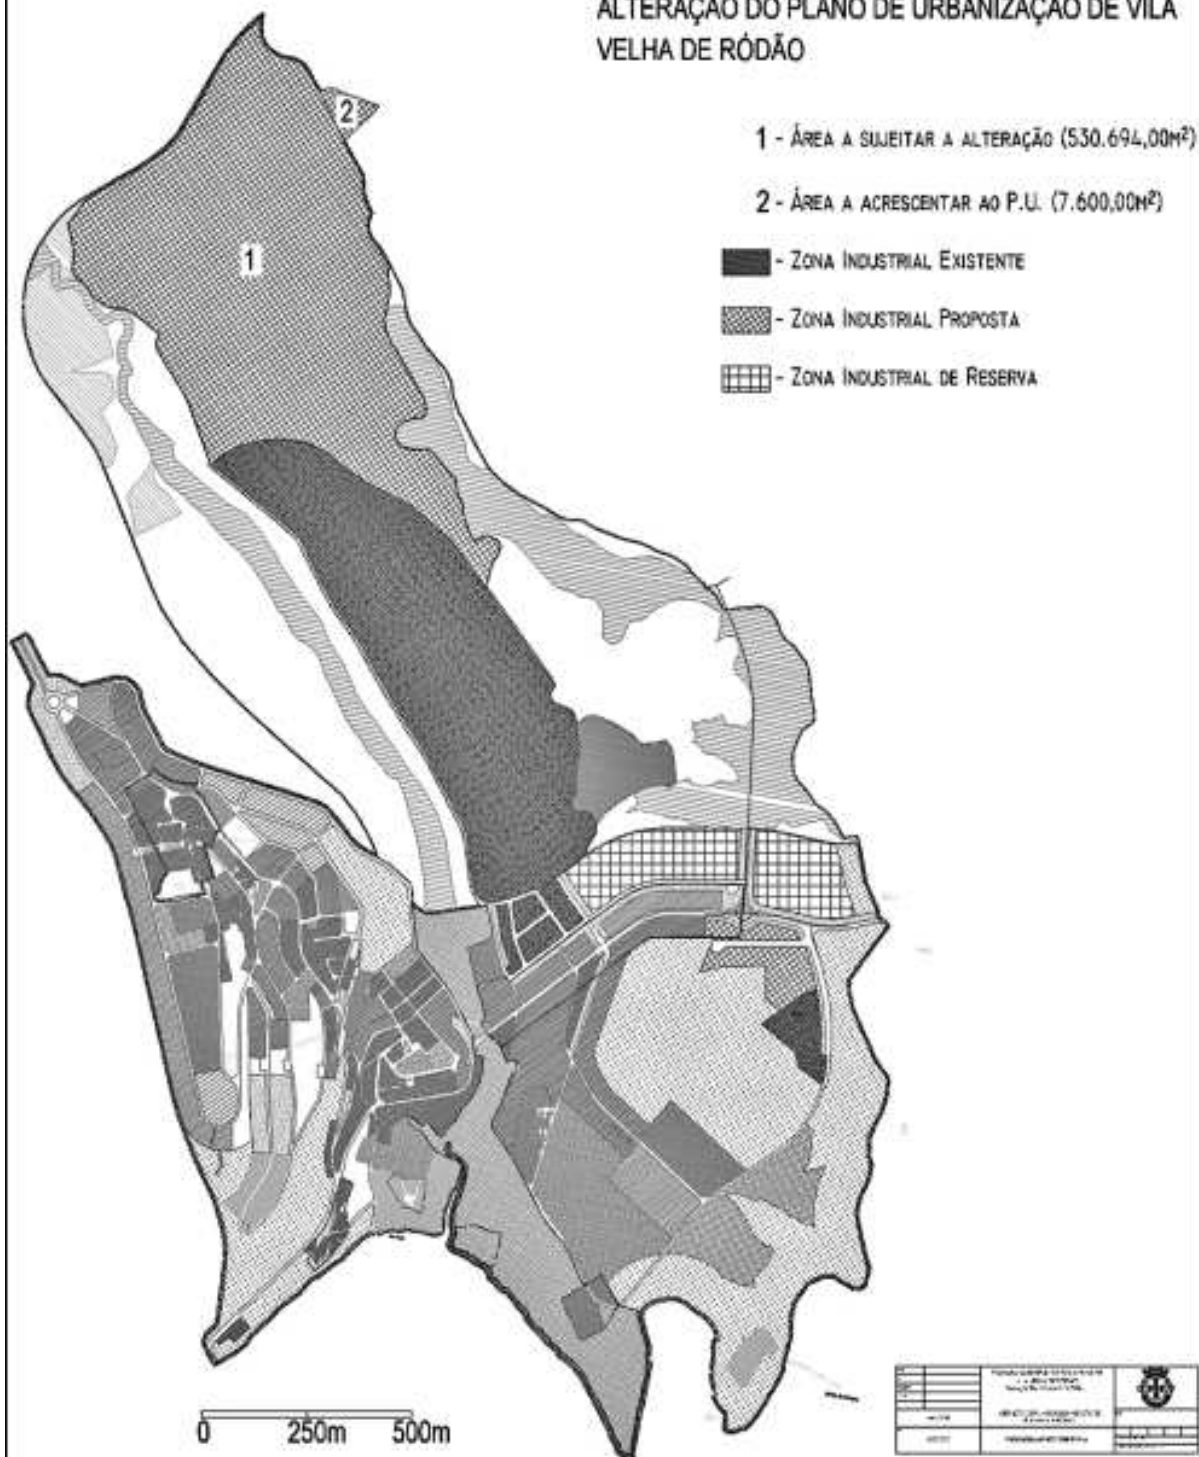 ALTERAÇÃO DO PLANO DE URBANIZAÇÃO DE VILA
VELHA DE RÓDÃO
1 - ÁREA A SUJEITAR A ALTERAÇÃO (530.694,00M²)
2 - ÁREA A ACRESCENTAR AO P.U. (7.600,00M²)
- ZONA INDUSTRIAL EXISTENTE
- ZONA INDUSTRIAL PROPOSTA
- ZONA INDUSTRIAL DE RESERVA
2
1
0 250m 500m